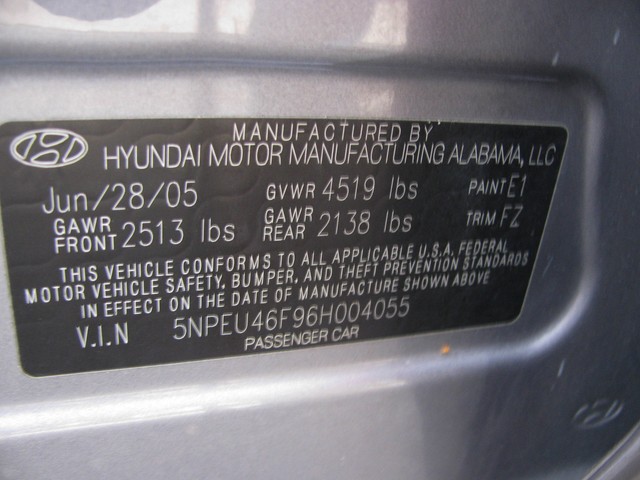 MANUFACTURED BY
HYUNDAI MOTOR MANUFACTURING ALABAMA, LLC
Jun/28/05 GVWR 4519 lbs PAINT E1
GAWR FRONT 2513 lbs GAWR REAR 2138 lbs TRIM FZ
THIS VEHICLE CONFORMS TO ALL APPLICABLE U.S.A. FEDERAL
MOTOR VEHICLE SAFETY, BUMPER, AND THEFT PREVENTION STANDARDS
IN EFFECT ON THE DATE OF MANUFACTURE SHOWN ABOVE
V.I.N 5NPEU46F96H004055
PASSENGER CAR